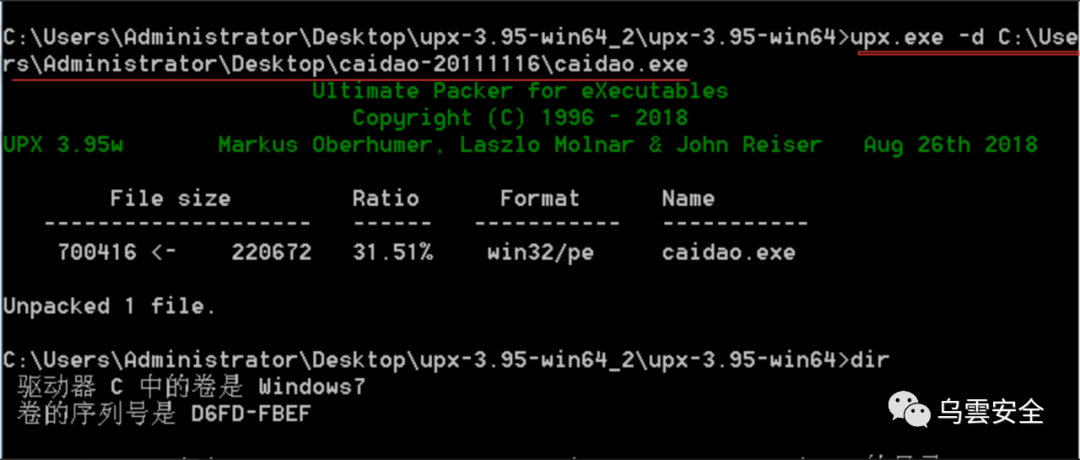 C:\Users\Administrator\Desktop\upx-3.95-win64_2\upx-3.95-win64>upx.exe -d C:\Use
rs\Administrator\Desktop\caidao-20111116\caidao.exe
Ultimate Packer for eXecutables
Copyright (C) 1996 - 2018
UPX 3.95w Markus Oberhumer, Laszlo Molnar & John Reiser Aug 26th 2018
File size Ratio Format Name
-------------------- ------ ----------- -----------
700416 <- 220672 31.51% win32/pe caidao.exe
Unpacked 1 file.
C:\Users\Administrator\Desktop\upx-3.95-win64_2\upx-3.95-win64>dir
驱动器 C 中的卷是 Windows7
卷的序列号是 D6FD-FBEF
乌雲安全